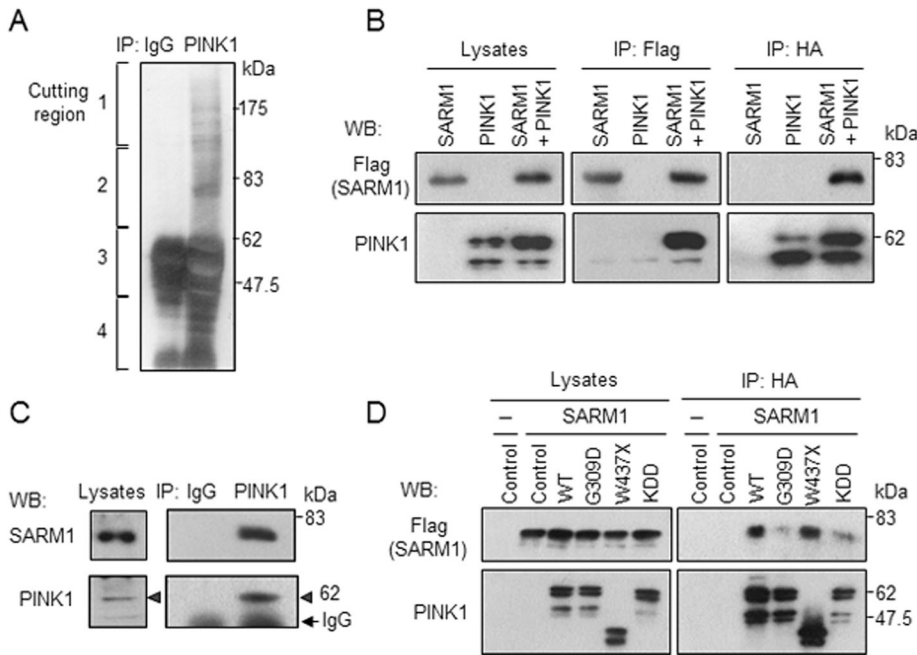 A
IP: IgG PINK1
kDa
Cutting
region
1
2
3
4
175
83
62
47.5
B
Lysates
IP: Flag
IP: HA
WB:
SARM1
PINK1
SARM1
+ PINK1
SARM1
PINK1
SARM1
+ PINK1
SARM1
PINK1
SARM1
+ PINK1
kDa
Flag
(SARM1)
83
PINK1
62
C
WB:
Lysates
IP: IgG PINK1
kDa
83
SARM1
PINK1
62
IgG
D
Lysates
IP: HA
–
SARM1
–
SARM1
WB:
Control
Control
WT
G309D
W437X
KDD
Control
Control
WT
G309D
W437X
KDD
kDa
Flag
(SARM1)
83
PINK1
62
47.5